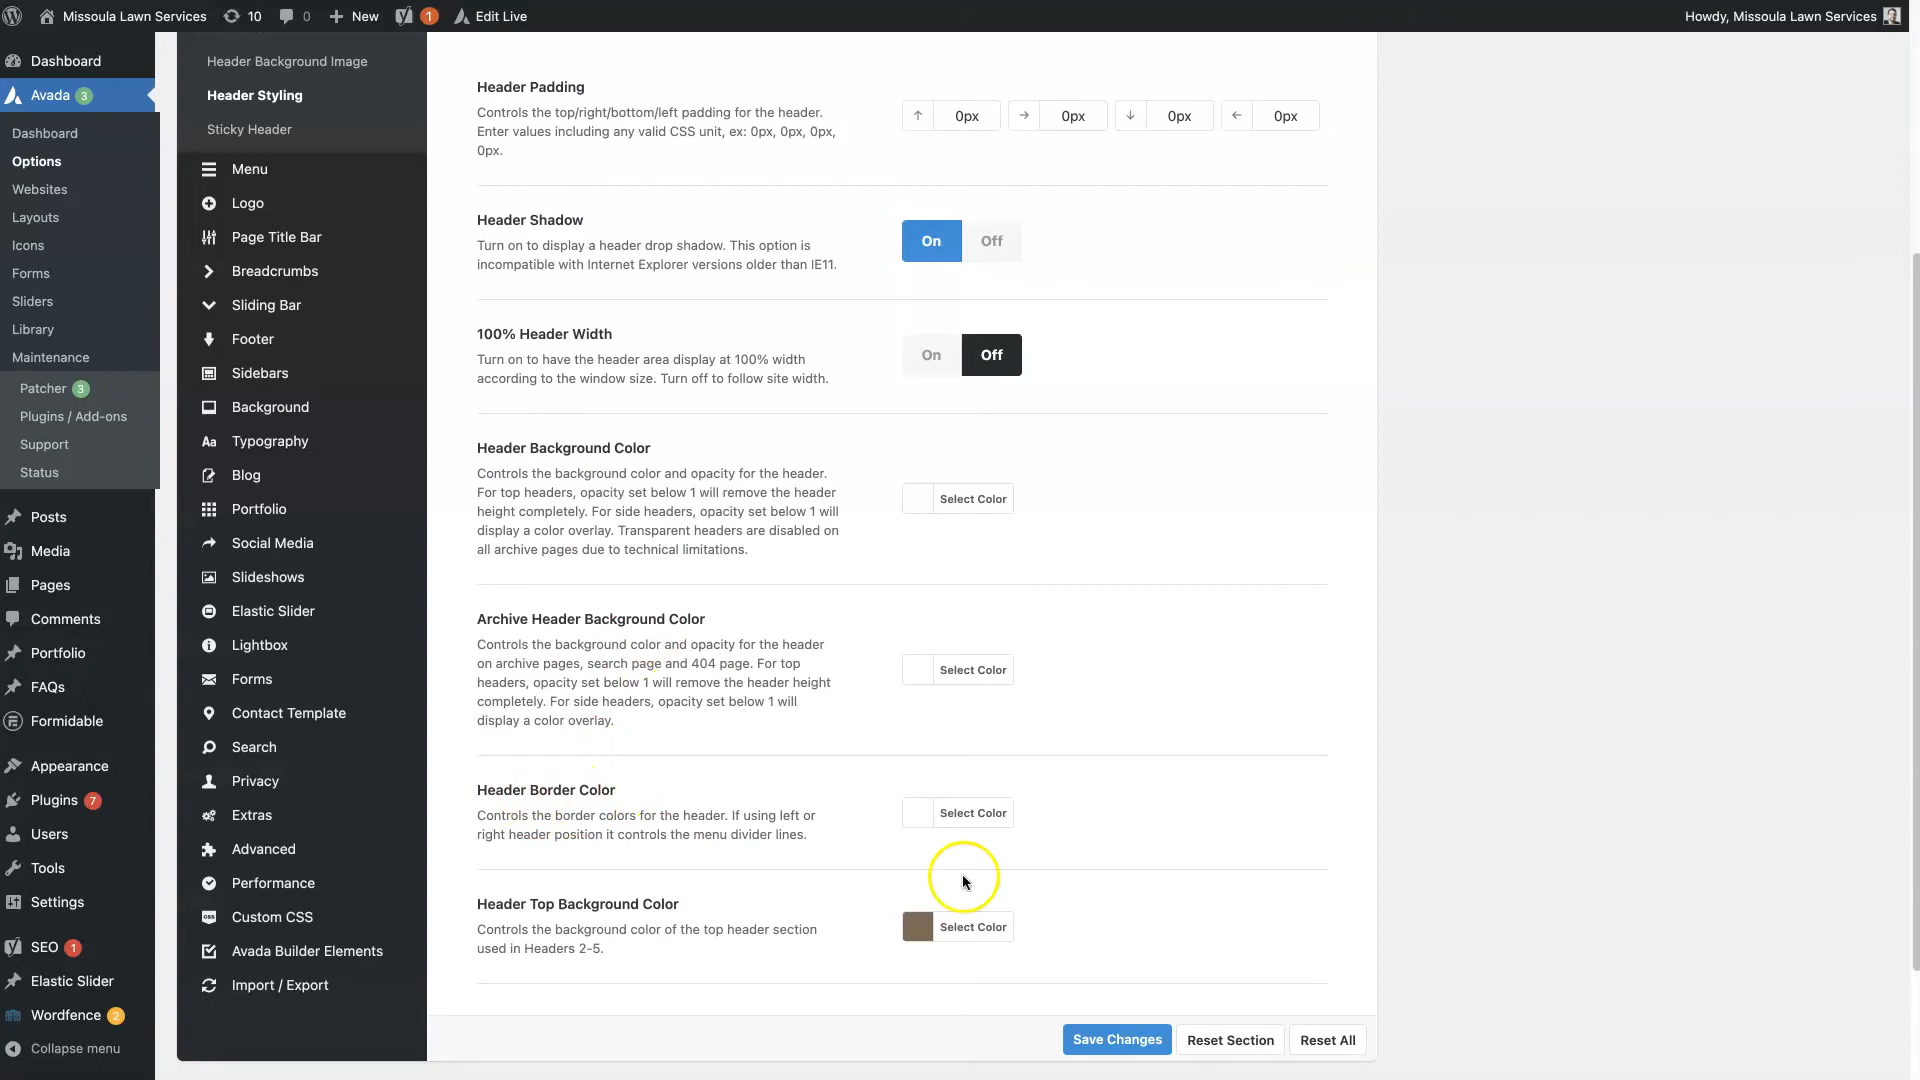 Missoula Lawn Services
10
0
New
1
Edit Live
Howdy, Missoula Lawn Services
Dashboard
Avada 3
Dashboard
Options
Websites
Layouts
Icons
Forms
Sliders
Library
Maintenance
Patcher 3
Plugins / Add-ons
Support
Status
Posts
Media
Pages
Comments
Portfolio
FAQs
Formidable
Appearance
Plugins 7
Users
Tools
Settings
SEO 1
Elastic Slider
Wordfence 2
Collapse menu
Header Background Image
Header Styling
Sticky Header
Menu
Logo
Page Title Bar
Breadcrumbs
Sliding Bar
Footer
Sidebars
Background
Aa Typography
Blog
Portfolio
Social Media
Slideshows
Elastic Slider
Lightbox
Forms
Contact Template
Search
Privacy
Extras
Advanced
Performance
Custom CSS
Avada Builder Elements
Import / Export
Header Padding
Controls the top/right/bottom/left padding for the header.
Enter values including any valid CSS unit, ex: 0px, 0px, 0px,
0px.
0px 0px 0px 0px
Header Shadow
Turn on to display a header drop shadow. This option is
incompatible with Internet Explorer versions older than IE11.
On Off
100% Header Width
Turn on to have the header area display at 100% width
according to the window size. Turn off to follow site width.
On Off
Header Background Color
Controls the background color and opacity for the header.
For top headers, opacity set below 1 will remove the header
height completely. For side headers, opacity set below 1 will
display a color overlay. Transparent headers are disabled on
all archive pages due to technical limitations.
Select Color
Archive Header Background Color
Controls the background color and opacity for the header
on archive pages, search page and 404 page. For top
headers, opacity set below 1 will remove the header height
completely. For side headers, opacity set below 1 will
display a color overlay.
Select Color
Header Border Color
Controls the border colors for the header. If using left or
right header position it controls the menu divider lines.
Select Color
Header Top Background Color
Controls the background color of the top header section
used in Headers 2-5.
Select Color
Save Changes
Reset Section
Reset All